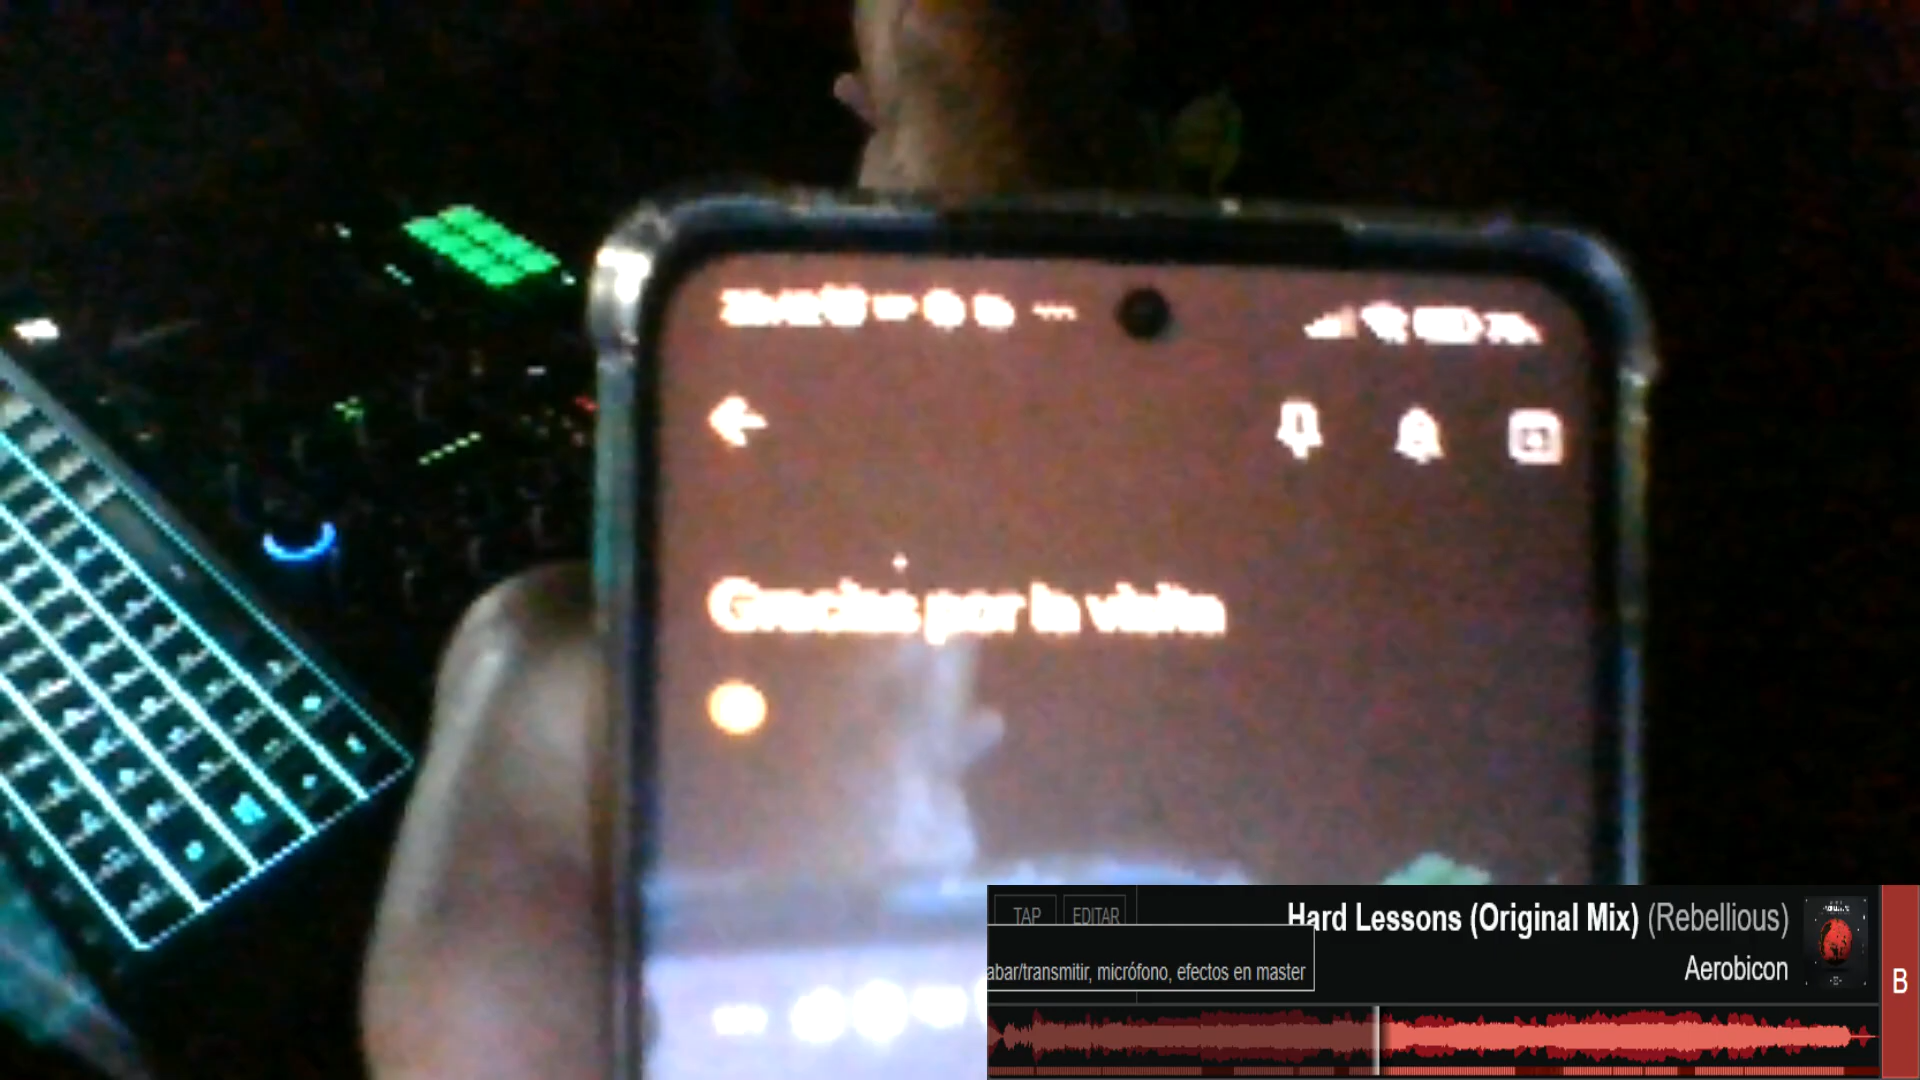 Gracias por la visita
TAP
EDITAR
Hard Lessons (Original Mix) (Rebellious)
abar/transmitir, micrófono, efectos en master
Aerobicon
B